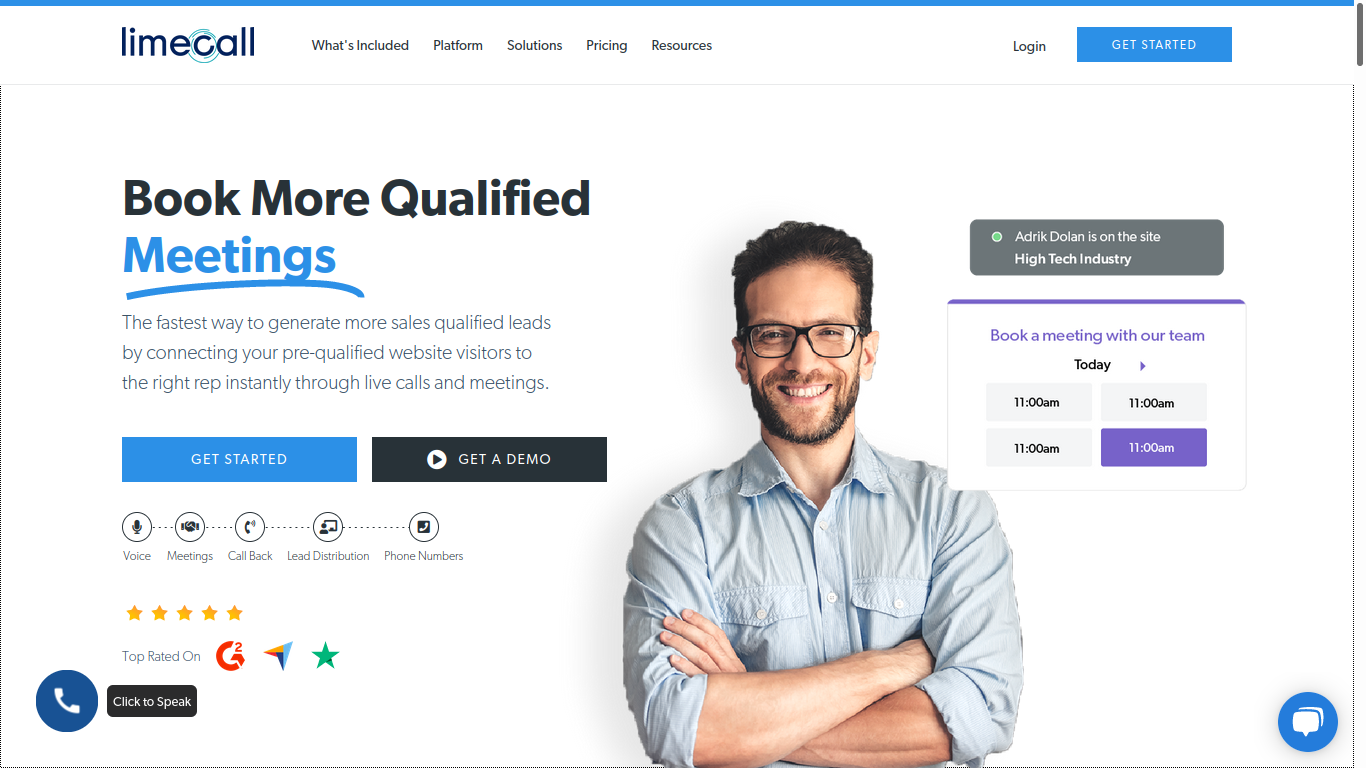 limecall
What's Included
Platform
Solutions
Pricing
Resources
Login
GET STARTED
Book More Qualified
Meetings
The fastest way to generate more sales qualified leads
by connecting your pre-qualified website visitors to
the right rep instantly through live calls and meetings.
GET STARTED
GET A DEMO
Voice
Meetings
Call Back
Lead Distribution
Phone Numbers
Top Rated On
G2
Click to Speak
Adrik Dolan is on the site
High Tech Industry
Book a meeting with our team
Today
11:00am
11:00am
11:00am
11:00am